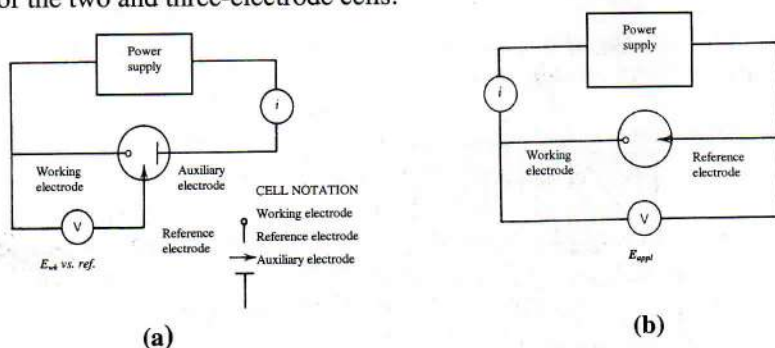 of the two and three-electrode cells.
Power
supply
i
Working
electrode
Auxiliary
electrode
V
Reference
electrode
E_wk vs. ref.
CELL NOTATION
Working electrode
Reference electrode
Auxiliary electrode
(a)
Power
supply
i
Working
electrode
Reference
electrode
V
E_appl
(b)